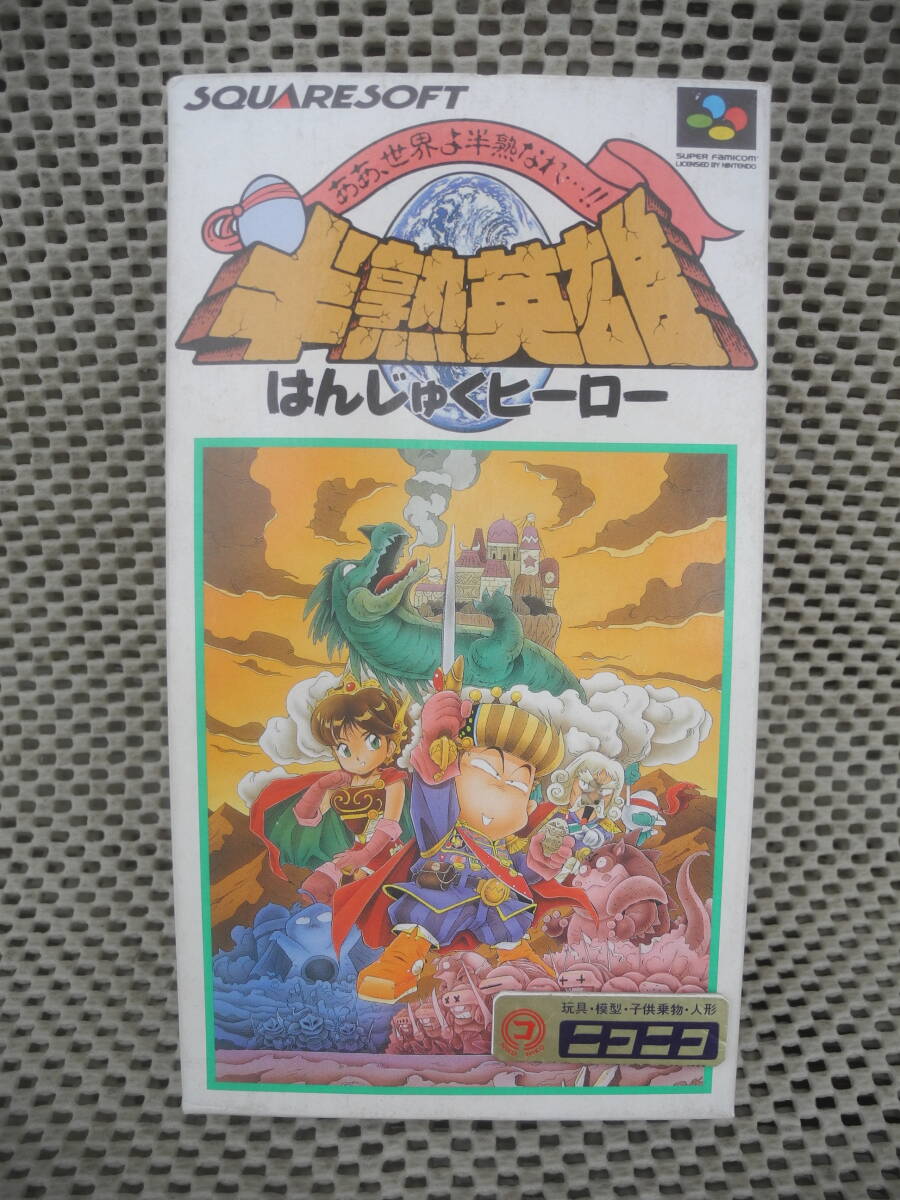 SQUARESOFT
SUPER FAMICOM
LICENSED BY NINTENDO
ああ、世界よ半熟なれ…!!
半熟英雄
はんじゅくヒーロー
玩具・模型・子供乗物・人形
ニコニコ